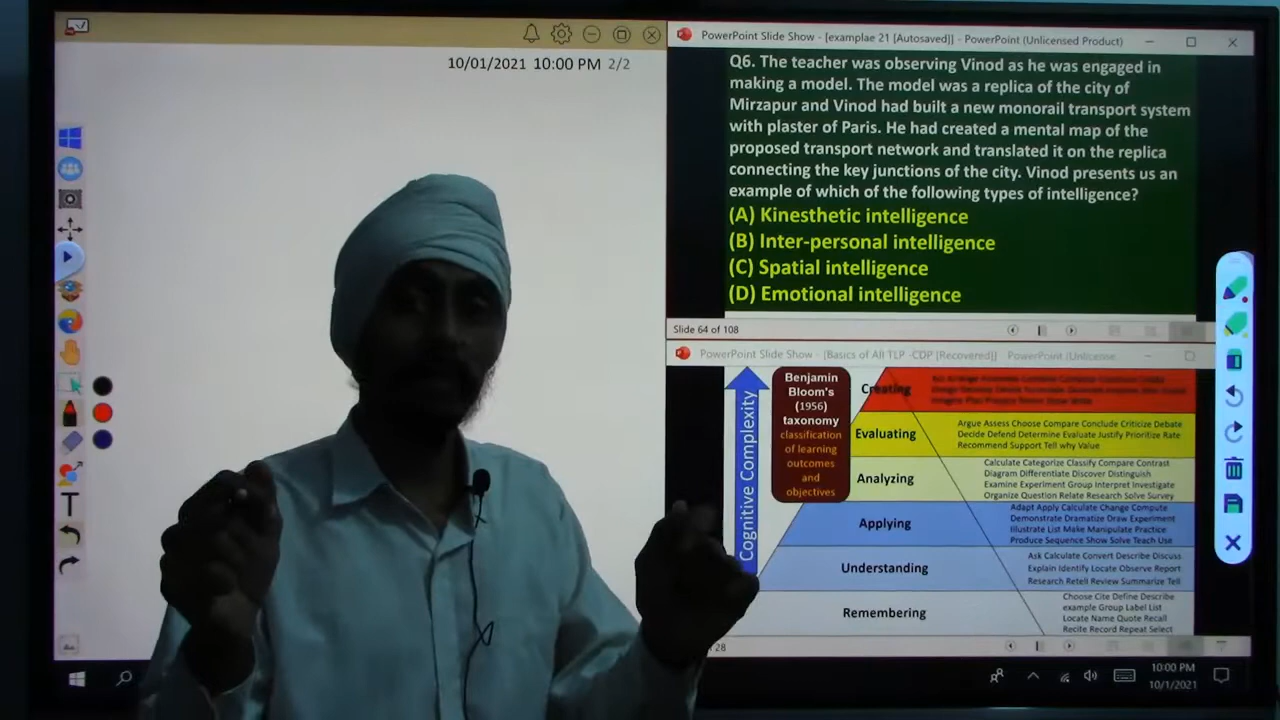 10/01/2021 10:00 PM 2/2
PowerPoint Slide Show - [examplae 21 [Autosaved]] - PowerPoint (Unlicensed Product)
Q6. The teacher was observing Vinod as he was engaged in
making a model. The model was a replica of the city of
Mirzapur and Vinod had built a new monorail transport system
with plaster of Paris. He had created a mental map of the
proposed transport network and translated it on the replica
connecting the key junctions of the city. Vinod presents us an
example of which of the following types of intelligence?
(A) Kinesthetic intelligence
(B) Inter-personal intelligence
(C) Spatial intelligence
(D) Emotional intelligence
Slide 64 of 108
PowerPoint Slide Show - [Basics of All TLP -CDP [Recovered]] PowerPoint (Unlicense
Cognitive Complexity
Benjamin
Bloom's
(1956)
taxonomy
classification
of learning
outcomes
and
objectives
Creating
Evaluating
Argue Assess Choose Compare Conclude Criticize Debate
Decide Defend Determine Evaluate Justify Prioritize Rate
Recommend Support Tell why Value
Analyzing
Calculate Categorize Classify Compare Contrast
Diagram Differentiate Discover Distinguish
Examine Experiment Group Interpret Investigate
Organize Question Relate Research Solve Survey
Applying
Adapt Apply Calculate Change Compute
Demonstrate Dramatize Draw Experiment
Illustrate List Make Manipulate Practice
Produce Sequence Show Solve Teach Use
Understanding
Ask Calculate Convert Describe Discuss
Explain Identify Locate Observe Report
Research Retell Review Summarize Tell
Remembering
Choose Cite Define Describe
example Group Label List
Locate Name Quote Recall
Recite Record Repeat Select
28
T
10:00 PM
10/1/2021